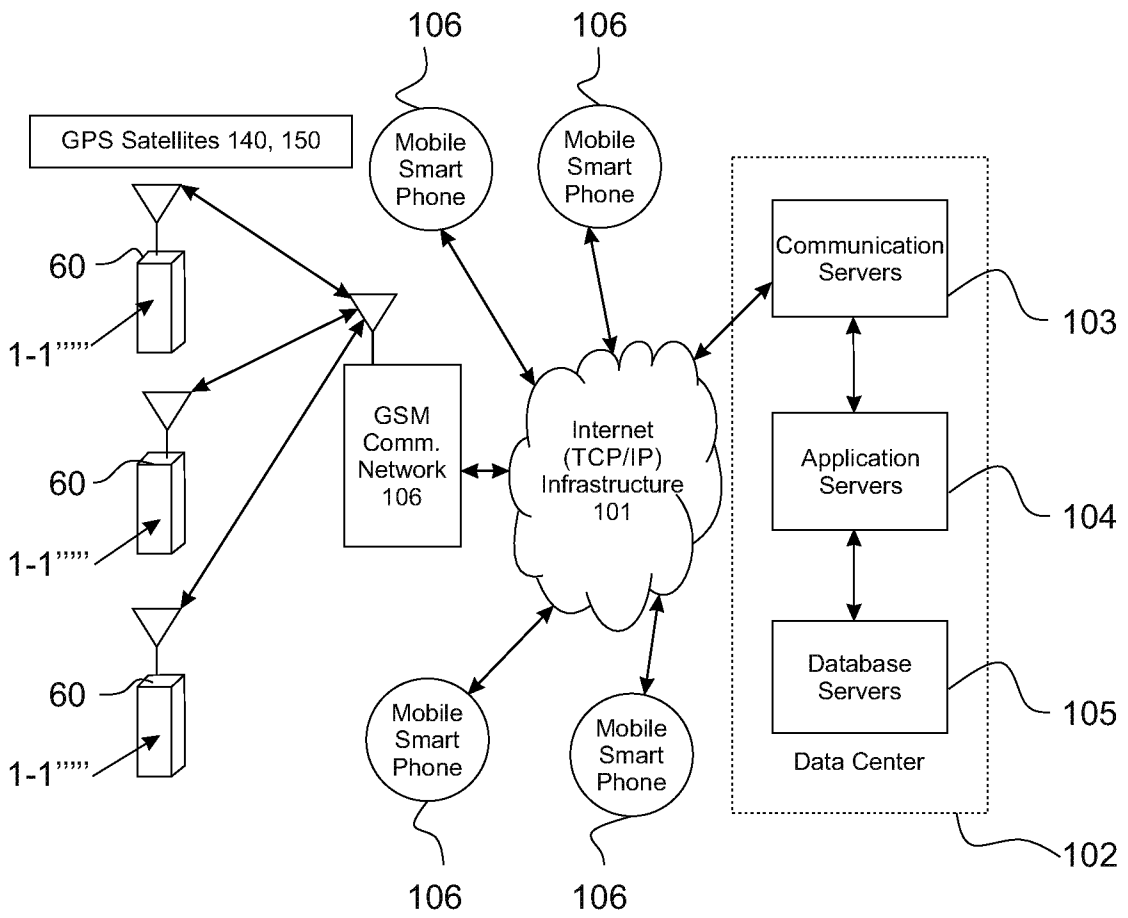 106
106
GPS Satellites 140, 150
Mobile
Smart
Phone
Mobile
Smart
Phone
60
1-1’’’’’
Communication
Servers
103
GSM
Comm.
Network
106
Internet
(TCP/IP)
Infrastructure
101
60
1-1’’’’’
Application
Servers
104
60
1-1’’’’’
Mobile
Smart
Phone
Mobile
Smart
Phone
Database
Servers
105
Data Center
102
106
106